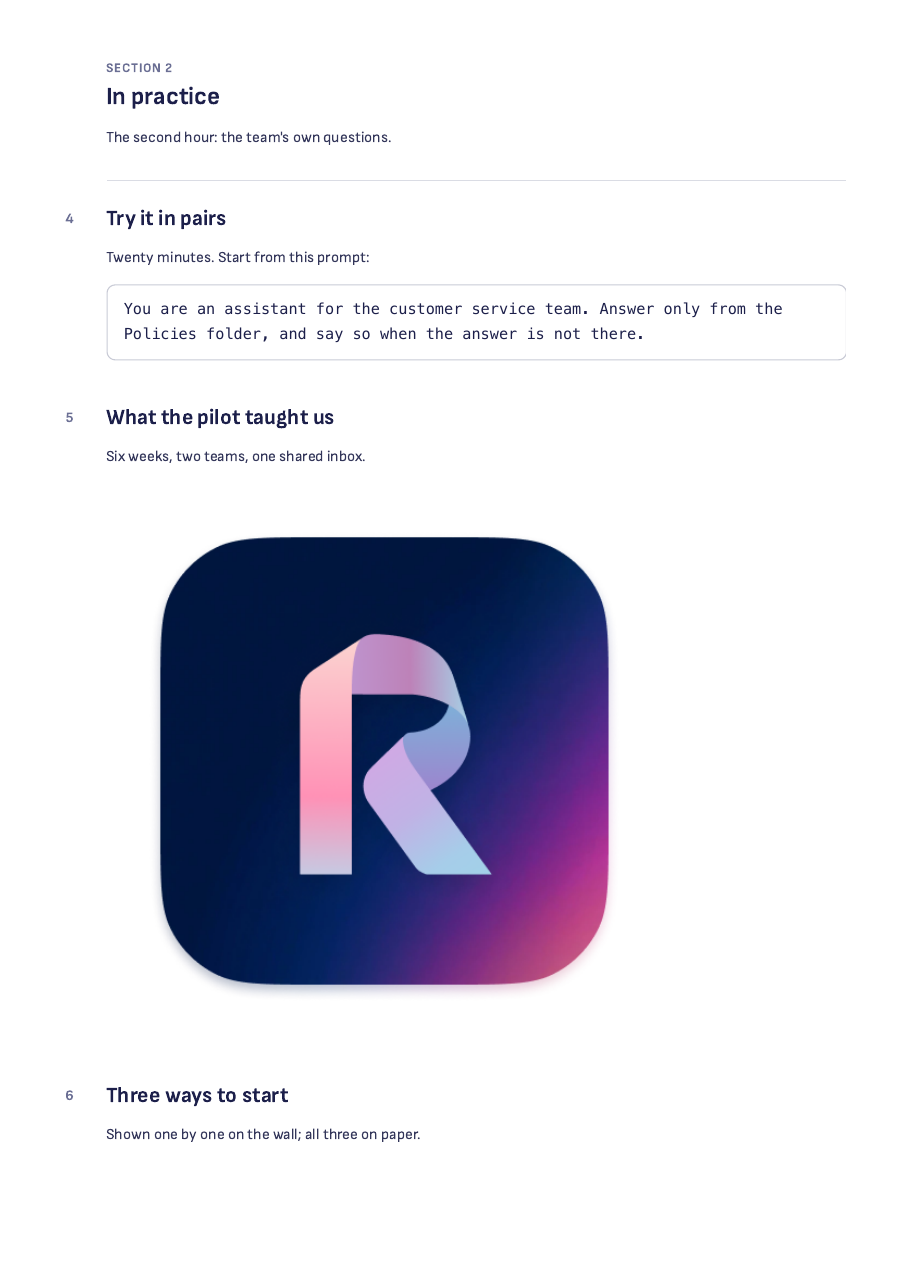 SECTION 2
In practice
The second hour: the team's own questions.
4
Try it in pairs
Twenty minutes. Start from this prompt:
You are an assistant for the customer service team. Answer only from the
Policies folder, and say so when the answer is not there.
5
What the pilot taught us
Six weeks, two teams, one shared inbox.
R
6
Three ways to start
Shown one by one on the wall; all three on paper.